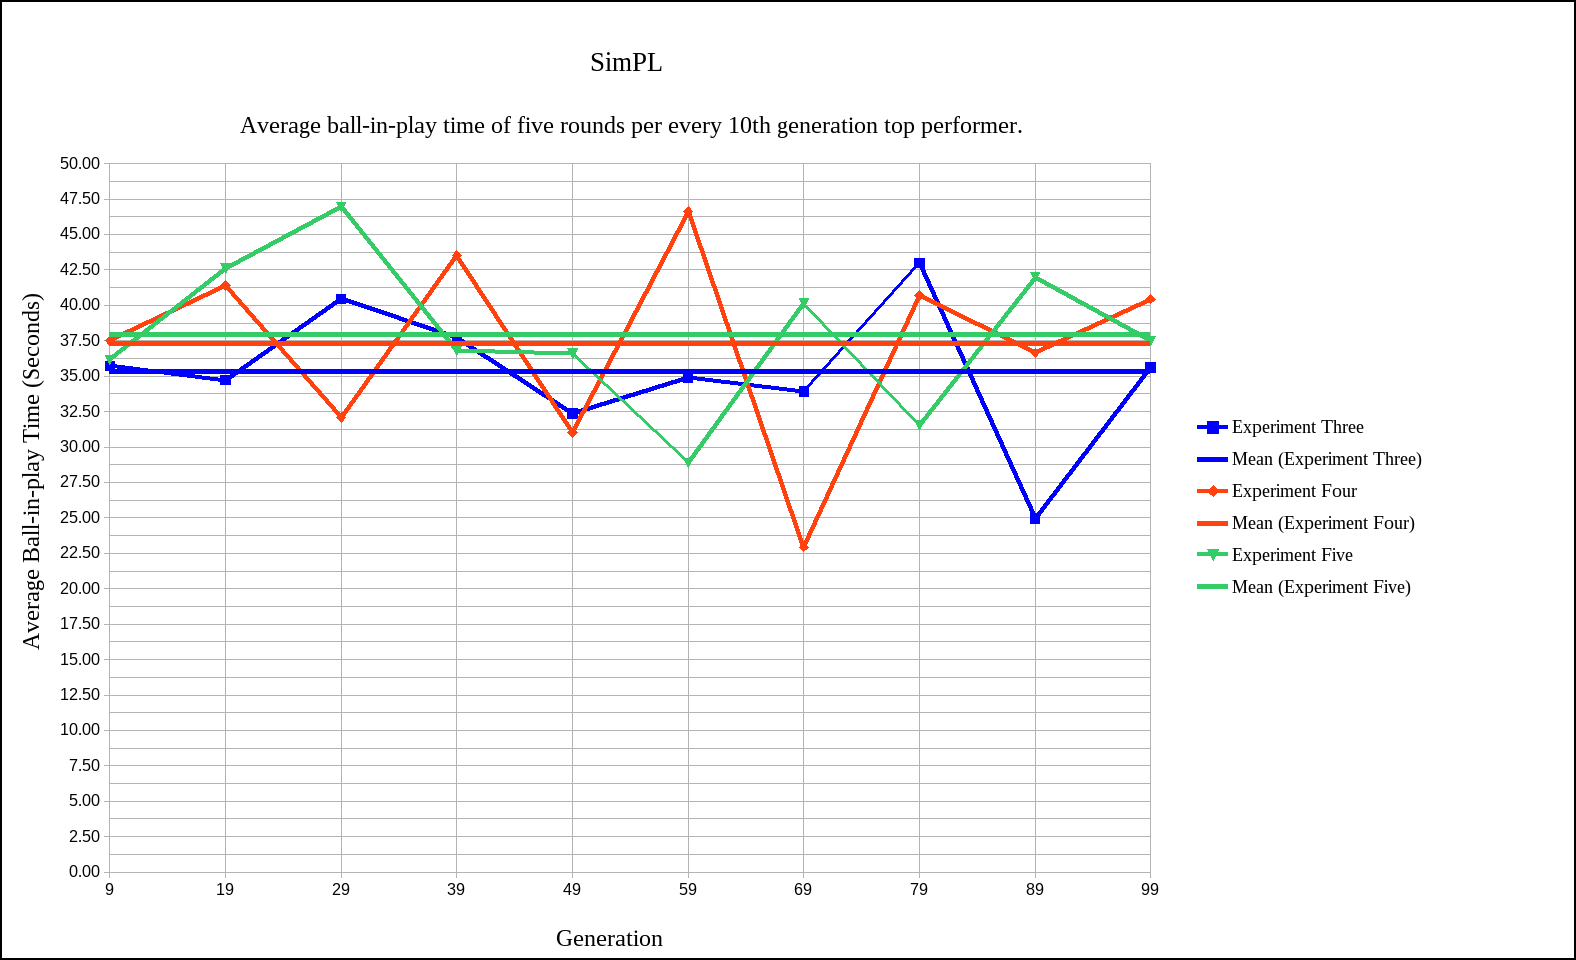 SimPL
Average ball-in-play time of five rounds per every 10th generation top performer.
Average Ball-in-play Time (Seconds)
50.00
47.50
45.00
42.50
40.00
37.50
35.00
32.50
30.00
27.50
25.00
22.50
20.00
17.50
15.00
12.50
10.00
7.50
5.00
2.50
0.00
9 19 29 39 49 59 69 79 89 99
Generation
Experiment Three
Mean (Experiment Three)
Experiment Four
Mean (Experiment Four)
Experiment Five
Mean (Experiment Five)